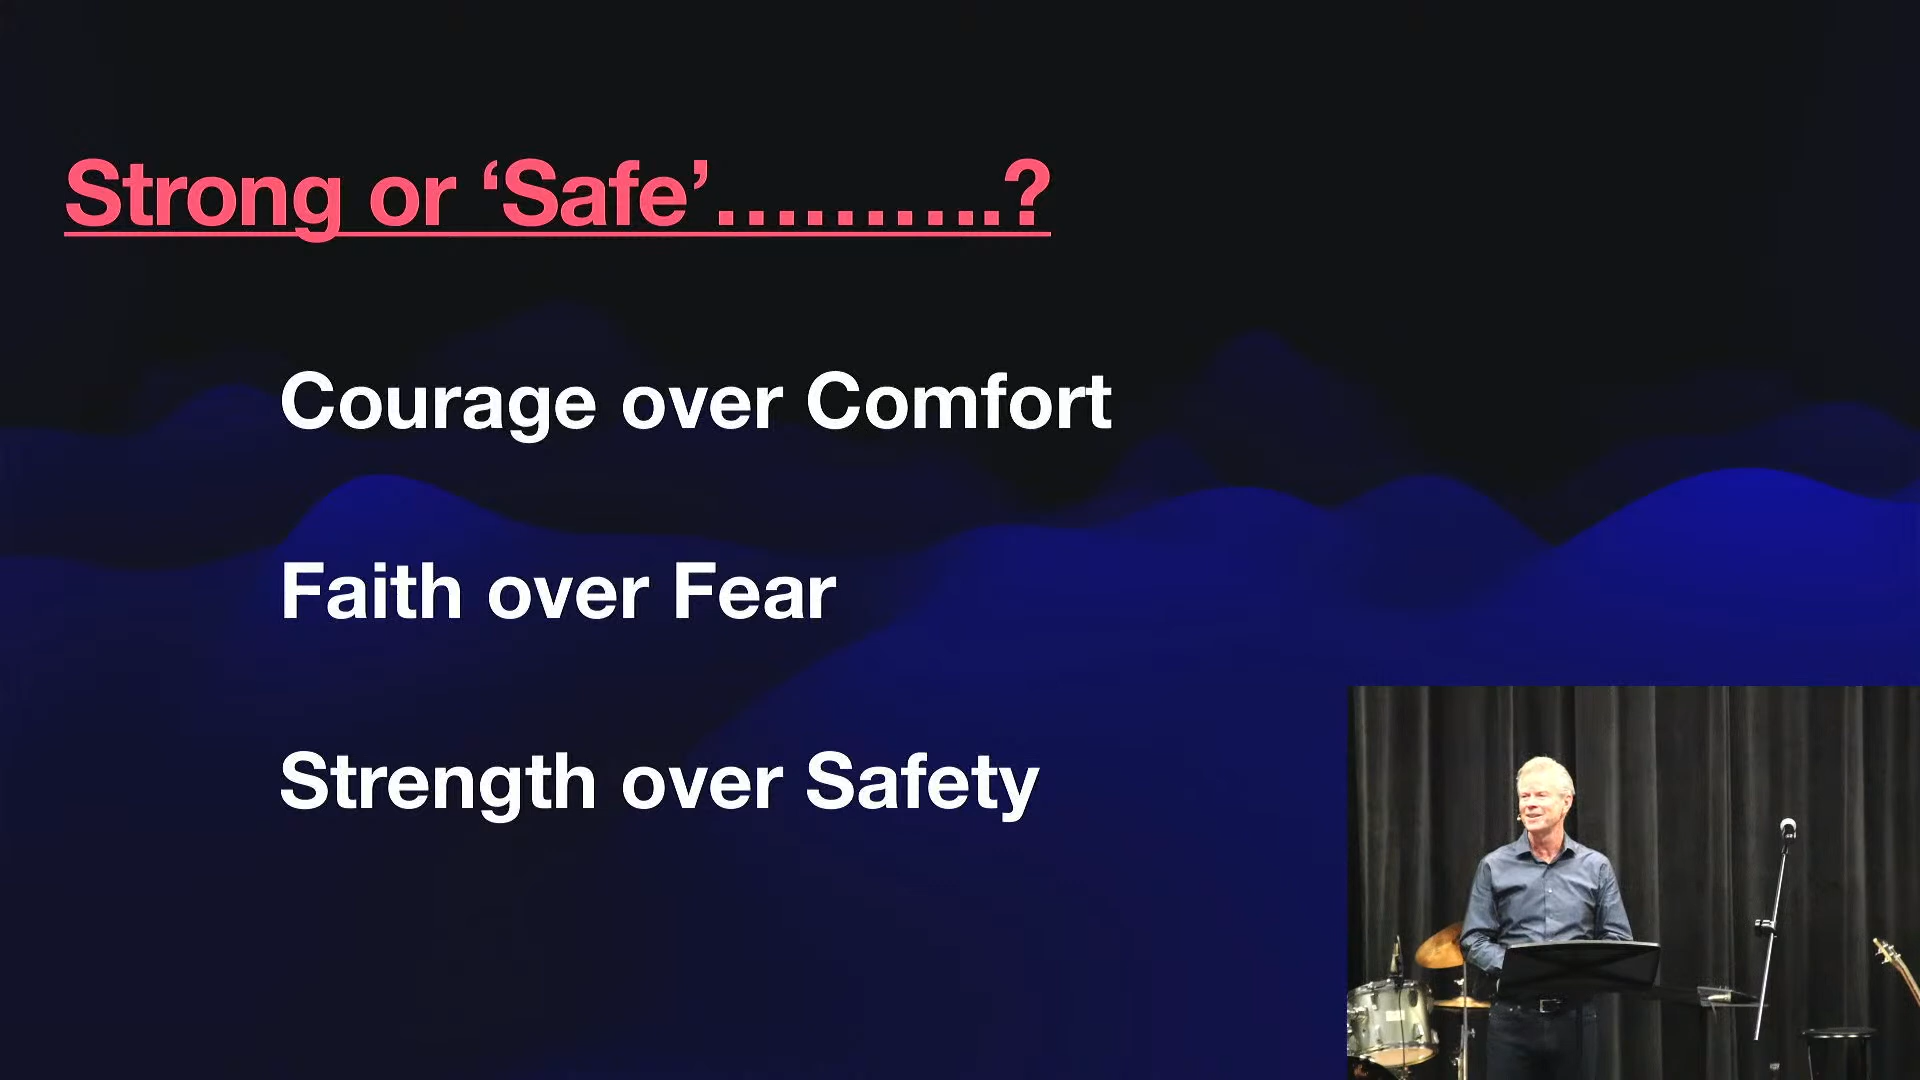 Strong or ‘Safe’……….?
Courage over Comfort
Faith over Fear
Strength over Safety